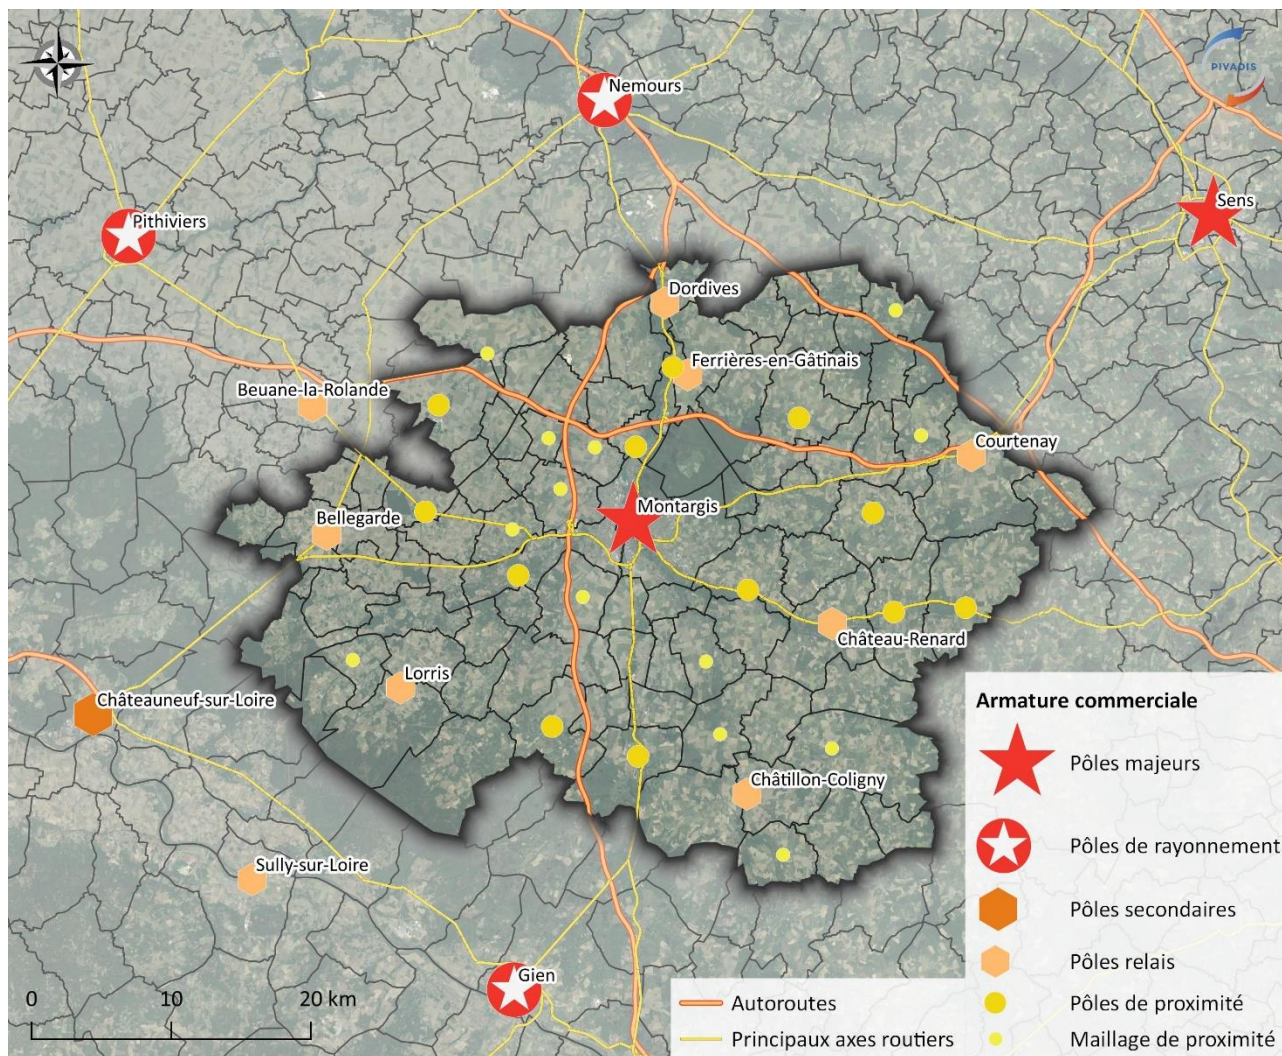 Nemours
PIVADIS
Sens
Pithiviers
Dordives
Ferrières-en-Gâtinais
Beuane-la-Rolande
Courtenay
Montargis
Bellegarde
Château-Renard
Lorris
Châteauneuf-sur-Loire
Châtillon-Coligny
Sully-sur-Loire
Gien
Armature commerciale
Pôles majeurs
Pôles de rayonnement
Pôles secondaires
Pôles relais
Pôles de proximité
Maillage de proximité
Autoroutes
Principaux axes routiers
0 10 20 km